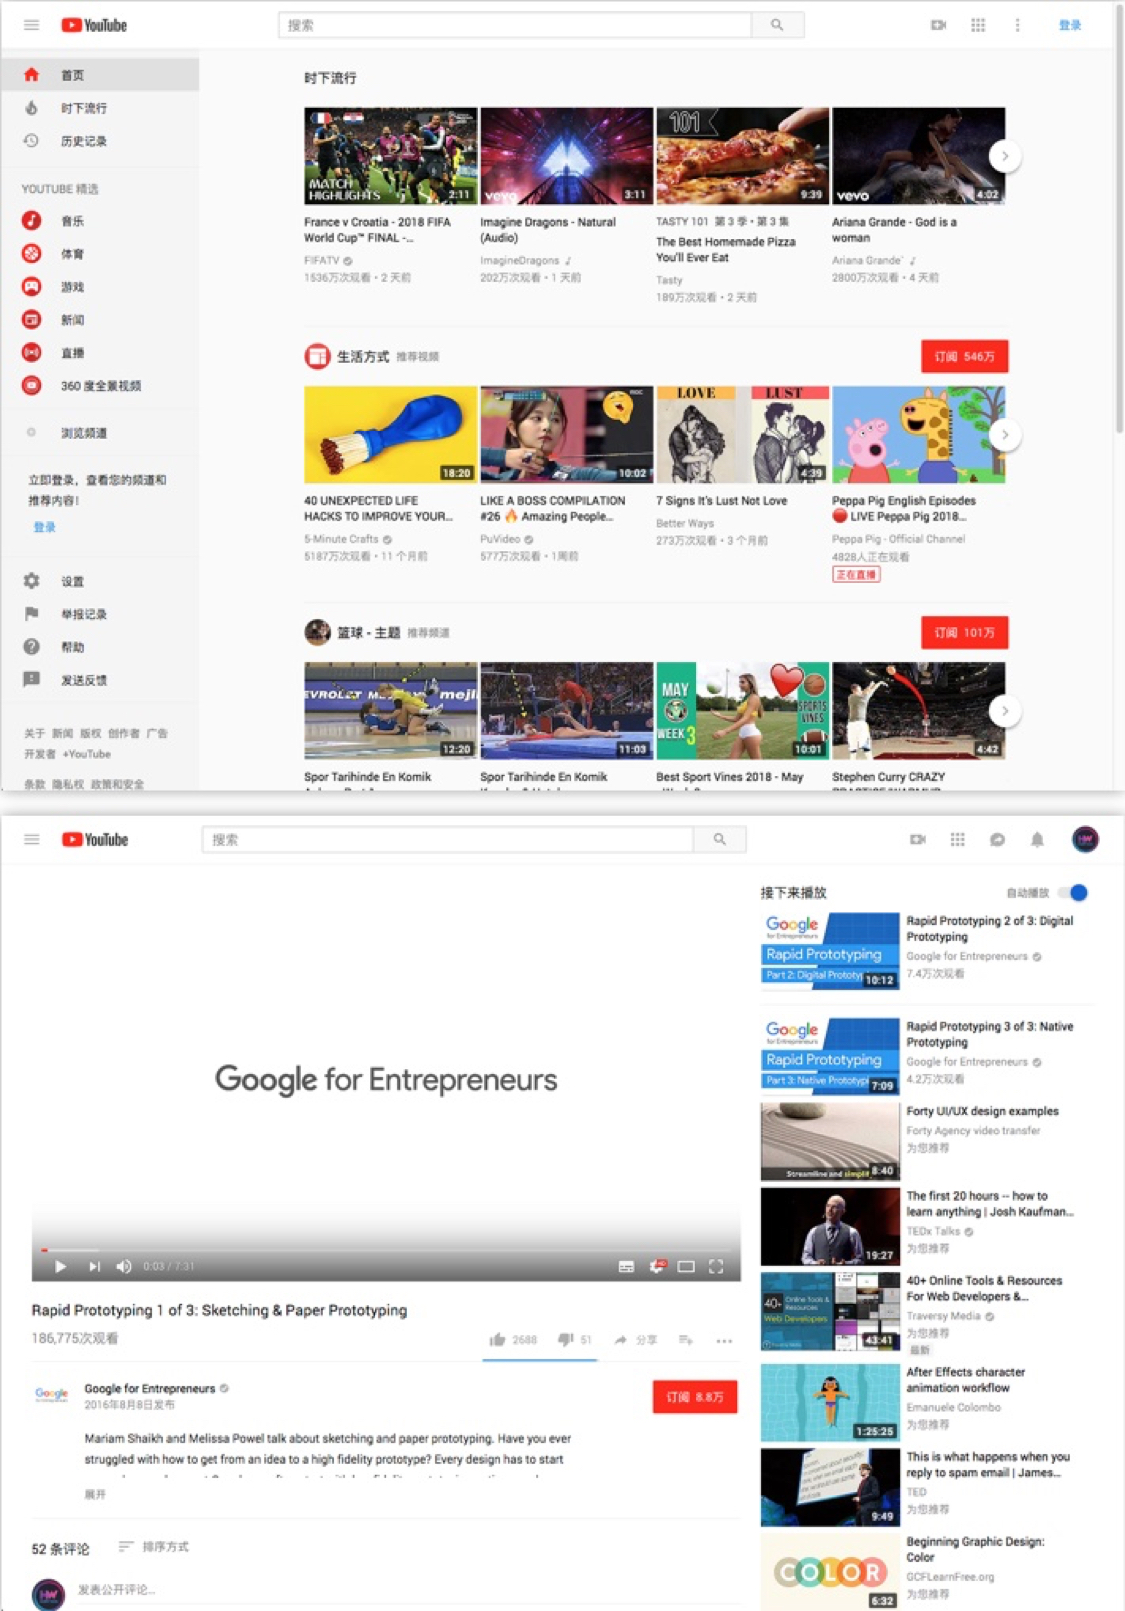 YouTube
搜索
登录
首页
时下流行
历史记录
YOUTUBE 精选
音乐
体育
游戏
新闻
直播
360 度全景视频
浏览频道
立即登录，查看您的频道和
推荐内容！
登录
设置
举报记录
帮助
发送反馈
关于 新闻 版权 创作者 广告
开发者 +YouTube
条款 隐私权 政策和安全
时下流行
MATCH
HIGHLIGHTS
2:11
France v Croatia - 2018 FIFA
World Cup™ FINAL -...
FIFATV
1536万次观看 • 2 天前
vevo
3:11
Imagine Dragons - Natural
(Audio)
ImagineDragons
202万次观看 • 1 天前
101
9:39
TASTY 101 第 3 季 • 第 3 集
The Best Homemade Pizza
You'll Ever Eat
Tasty
189万次观看 • 2 天前
vevo
4:02
Ariana Grande - God is a
woman
Ariana Grande
2800万次观看 • 4 天前
生活方式 推荐视频
订阅 546万
18:20
40 UNEXPECTED LIFE
HACKS TO IMPROVE YOUR...
5-Minute Crafts
5187万次观看 • 11 个月前
10:02
LIKE A BOSS COMPILATION
#26 🔥 Amazing People...
PuVideo
577万次观看 • 1周前
LOVE LUST
4:39
7 Signs It's Lust Not Love
Better Ways
273万次观看 • 3 个月前
Peppa Pig English Episodes
🔴 LIVE Peppa Pig 2018...
Peppa Pig - Official Channel
4828人正在观看
正在直播
篮球 - 主题 推荐频道
订阅 101万
12:20
Spor Tarihinde En Komik
11:03
Spor Tarihinde En Komik
MAY
WEEK 3
SPORTS
VINES
10:01
Best Sport Vines 2018 - May
4:42
Stephen Curry CRAZY
YouTube
搜索
Google for Entrepreneurs
0:03 / 7:31
Rapid Prototyping 1 of 3: Sketching & Paper Prototyping
186,775次观看
2688
51
分享
Google for Entrepreneurs
2016年8月8日发布
订阅 8.8万
Mariam Shaikh and Melissa Powel talk about sketching and paper prototyping. Have you ever
struggled with how to get from an idea to a high fidelity prototype? Every design has to start
展开
52 条评论
排序方式
发表公开评论...
接下来播放
自动播放
Google
for Entrepreneurs
Rapid Prototyping
Part 2: Digital Prototyp
10:12
Rapid Prototyping 2 of 3: Digital
Prototyping
Google for Entrepreneurs
7.4万次观看
Google
for Entrepreneurs
Rapid Prototyping
Part 3: Native Prototypi
7:09
Rapid Prototyping 3 of 3: Native
Prototyping
Google for Entrepreneurs
4.2万次观看
Streamline and simpl
8:40
Forty UI/UX design examples
Forty Agency video transfer
为您推荐
19:27
The first 20 hours -- how to
learn anything | Josh Kaufman...
TEDx Talks
为您推荐
40+ Online Tools &
Resources
Web Developers
43:41
40+ Online Tools & Resources
For Web Developers &...
Traversy Media
为您推荐
最新
1:25:25
After Effects character
animation workflow
Emanuele Colombo
为您推荐
9:49
This is what happens when you
reply to spam email | James...
TED
为您推荐
COLOR
6:32
Beginning Graphic Design:
Color
GCFLearnFree.org
为您推荐